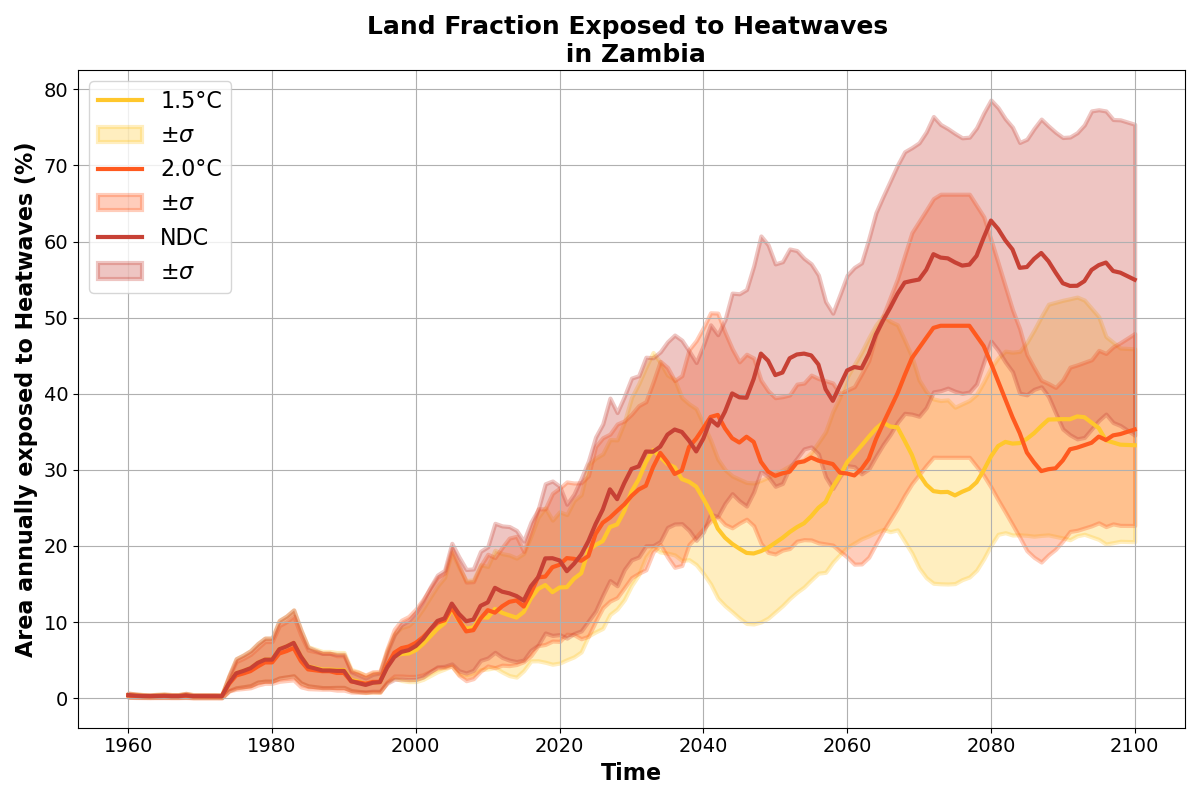 Land Fraction Exposed to Heatwaves
in Zambia
1.5°C
±σ
2.0°C
±σ
NDC
±σ
Area annually exposed to Heatwaves (%)
80
70
60
50
40
30
20
10
0
1960 1980 2000 2020 2040 2060 2080 2100
Time